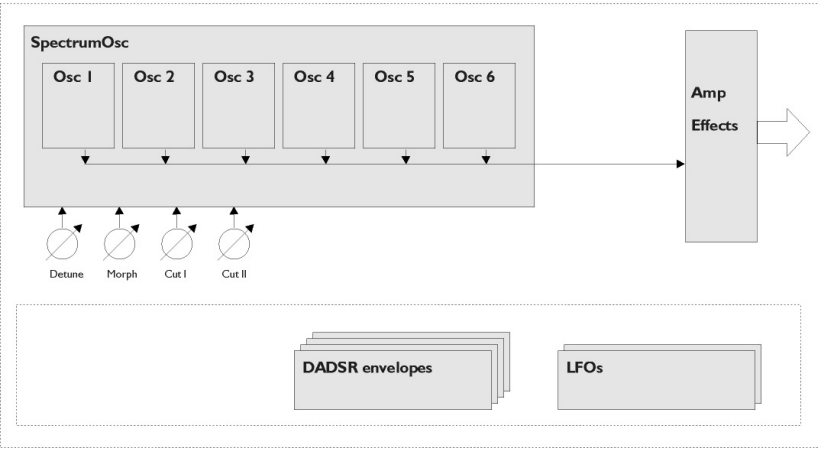 SpectrumOsc
Osc 1 Osc 2 Osc 3 Osc 4 Osc 5 Osc 6
Amp
Effects
Detune Morph Cut I Cut II
DADSR envelopes LFOs